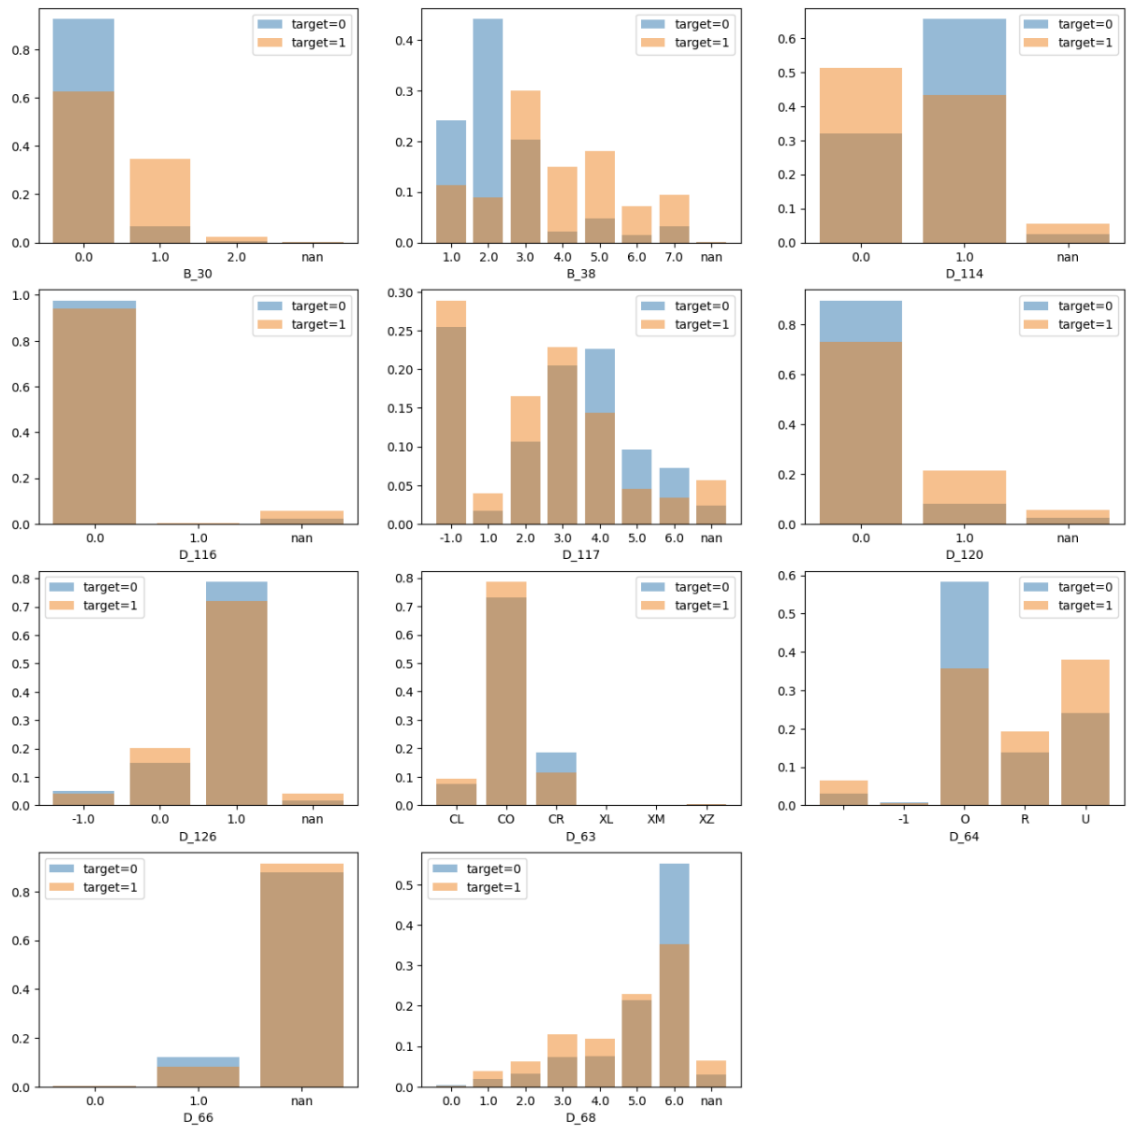 target=0
target=1
0.8
0.6
0.4
0.2
0.0
0.0 1.0 2.0 nan
B_30
target=0
target=1
0.4
0.3
0.2
0.1
0.0
1.0 2.0 3.0 4.0 5.0 6.0 7.0 nan
B_38
target=0
target=1
0.6
0.5
0.4
0.3
0.2
0.1
0.0
0.0 1.0 nan
D_114
target=0
target=1
1.0
0.8
0.6
0.4
0.2
0.0
0.0 1.0 nan
D_116
target=0
target=1
0.30
0.25
0.20
0.15
0.10
0.05
0.00
-1.0 1.0 2.0 3.0 4.0 5.0 6.0 nan
D_117
target=0
target=1
0.8
0.6
0.4
0.2
0.0
0.0 1.0 nan
D_120
target=0
target=1
0.8
0.7
0.6
0.5
0.4
0.3
0.2
0.1
0.0
-1.0 0.0 1.0 nan
D_126
target=0
target=1
0.8
0.7
0.6
0.5
0.4
0.3
0.2
0.1
0.0
CL CO CR XL XM XZ
D_63
target=0
target=1
0.6
0.5
0.4
0.3
0.2
0.1
0.0
-1 O R U
D_64
target=0
target=1
0.8
0.6
0.4
0.2
0.0
0.0 1.0 nan
D_66
target=0
target=1
0.5
0.4
0.3
0.2
0.1
0.0
0.0 1.0 2.0 3.0 4.0 5.0 6.0 nan
D_68